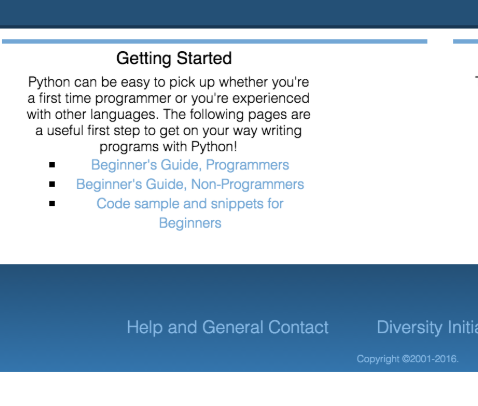 Getting Started
Python can be easy to pick up whether you're
a first time programmer or you're experienced
with other languages. The following pages are
a useful first step to get on your way writing
programs with Python!
Beginner's Guide, Programmers
Beginner's Guide, Non-Programmers
Code sample and snippets for
Beginners
Help and General Contact
Diversity
Copyright ©2001-2016.